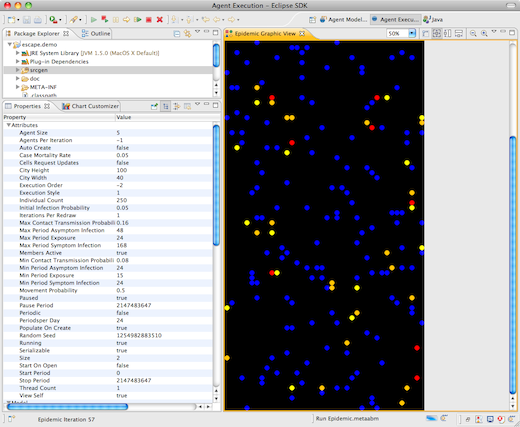 Agent Execution – Eclipse SDK
Agent Model...
Agent Execu...
Java
Package Explorer
Outline
escape.demo
JRE System Library [JVM 1.5.0 (MacOS X Default)]
Plug-in Dependencies
srcgen
doc
META-INF
.classpath
Properties
Chart Customizer
Property Value
Attributes
Agent Size 5
Agents Per Iteration −1
Auto Create false
Case Mortality Rate 0.05
Cells Request Updates false
City Height 100
City Width 40
Execution Order −2
Execution Style 1
Individual Count 250
Initial Infection Probability 0.05
Iterations Per Redraw 1
Max Contact Transmission Probabili 0.16
Max Period Asymptom Infection 48
Max Period Exposure 24
Max Period Symptom Infection 168
Members Active true
Min Contact Transmission Probabili 0.08
Min Period Asymptom Infection 24
Min Period Exposure 15
Min Period Symptom Infection 24
Movement Probability 0.5
Paused true
Pause Period 2147483647
Periodic false
Periodsper Day 24
Populate On Create true
Random Seed 1254982883510
Running true
Serializable true
Size 2
Start On Open false
Start Period 0
Stop Period 2147483647
Thread Count 1
View Self true
Model
Epidemic Graphic View
50%
Epidemic Iteration 57
Run Epidemic.metaabm